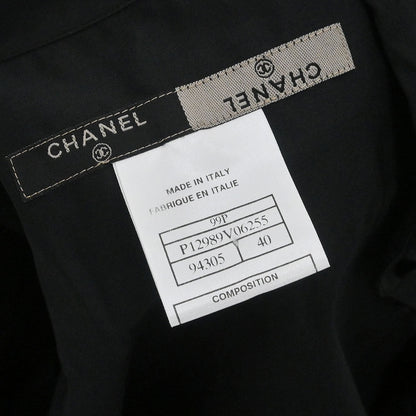 CHANEL
CHANEL
MADE IN ITALY
FABRIQUE EN ITALIE
99P
P12989V06255
94305 40
COMPOSITION